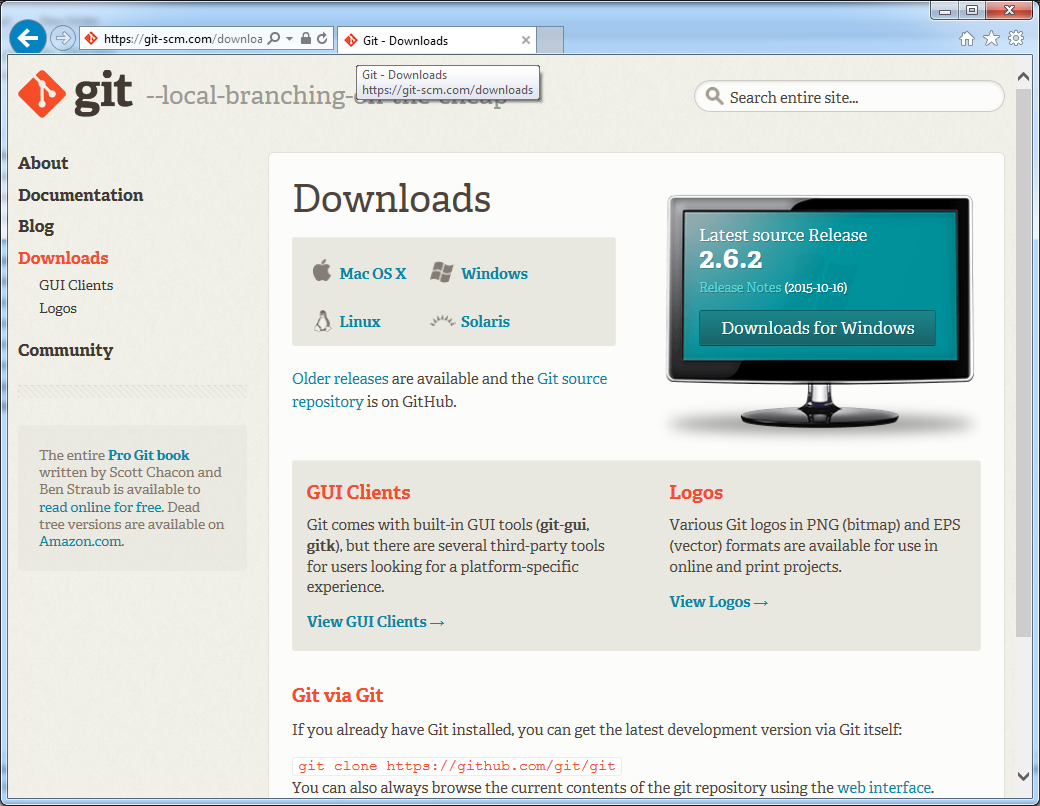 https://git-scm.com/downloa
Git - Downloads
Git - Downloads
https://git-scm.com/downloads
git --local-branching-on-the-cheap
Search entire site...
About
Documentation
Blog
Downloads
GUI Clients
Logos
Community
The entire Pro Git book
written by Scott Chacon and
Ben Straub is available to
read online for free. Dead
tree versions are available on
Amazon.com.
Downloads
Mac OS X
Windows
Linux
Solaris
Older releases are available and the Git source
repository is on GitHub.
Latest source Release
2.6.2
Release Notes (2015-10-16)
Downloads for Windows
GUI Clients
Git comes with built-in GUI tools (git-gui,
gitk), but there are several third-party tools
for users looking for a platform-specific
experience.
View GUI Clients →
Logos
Various Git logos in PNG (bitmap) and EPS
(vector) formats are available for use in
online and print projects.
View Logos →
Git via Git
If you already have Git installed, you can get the latest development version via Git itself:
git clone https://github.com/git/git
You can also always browse the current contents of the git repository using the web interface.